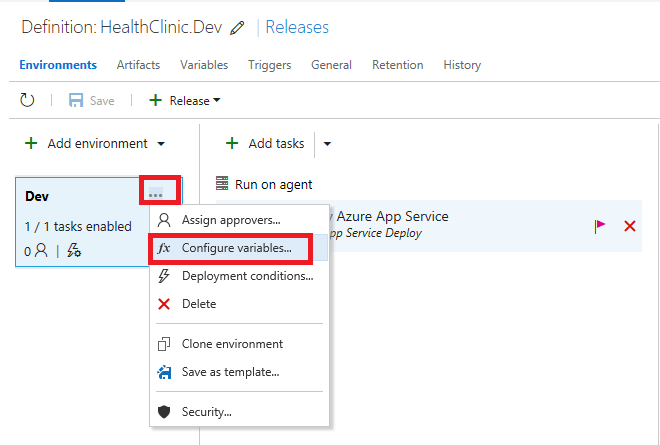 Definition: HealthClinic.Dev | Releases
Environments Artifacts Variables Triggers General Retention History
Save Release
Add environment Add tasks
Dev ...
Run on agent
1 / 1 tasks enabled
0
Assign approvers...
Azure App Service
fx Configure variables...
App Service Deploy
Deployment conditions...
Delete
Clone environment
Save as template...
Security...